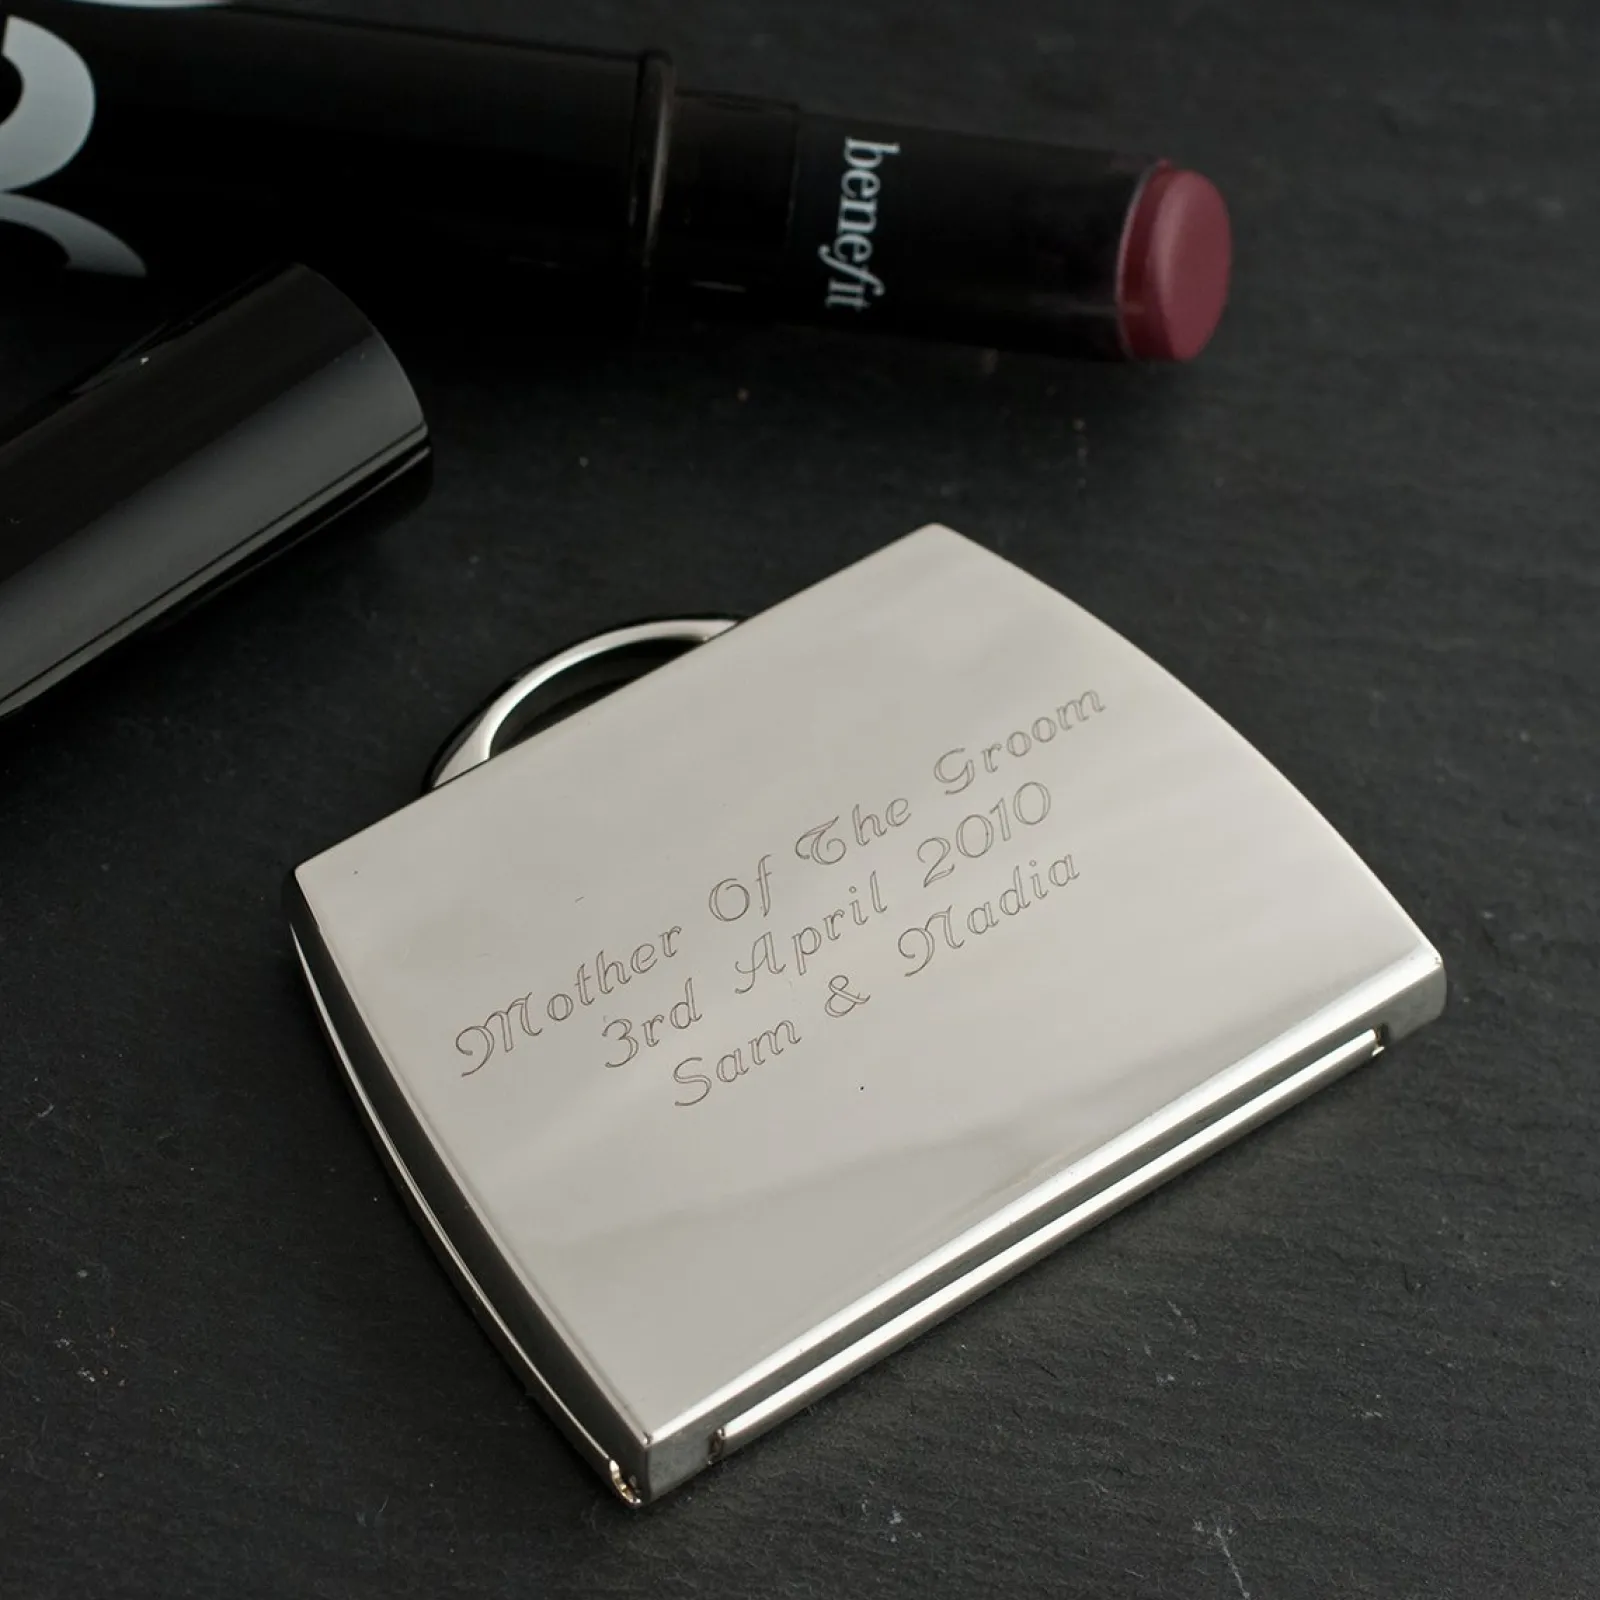 benefit
Mother Of The Groom
3rd April 2010
Sam & Nadia